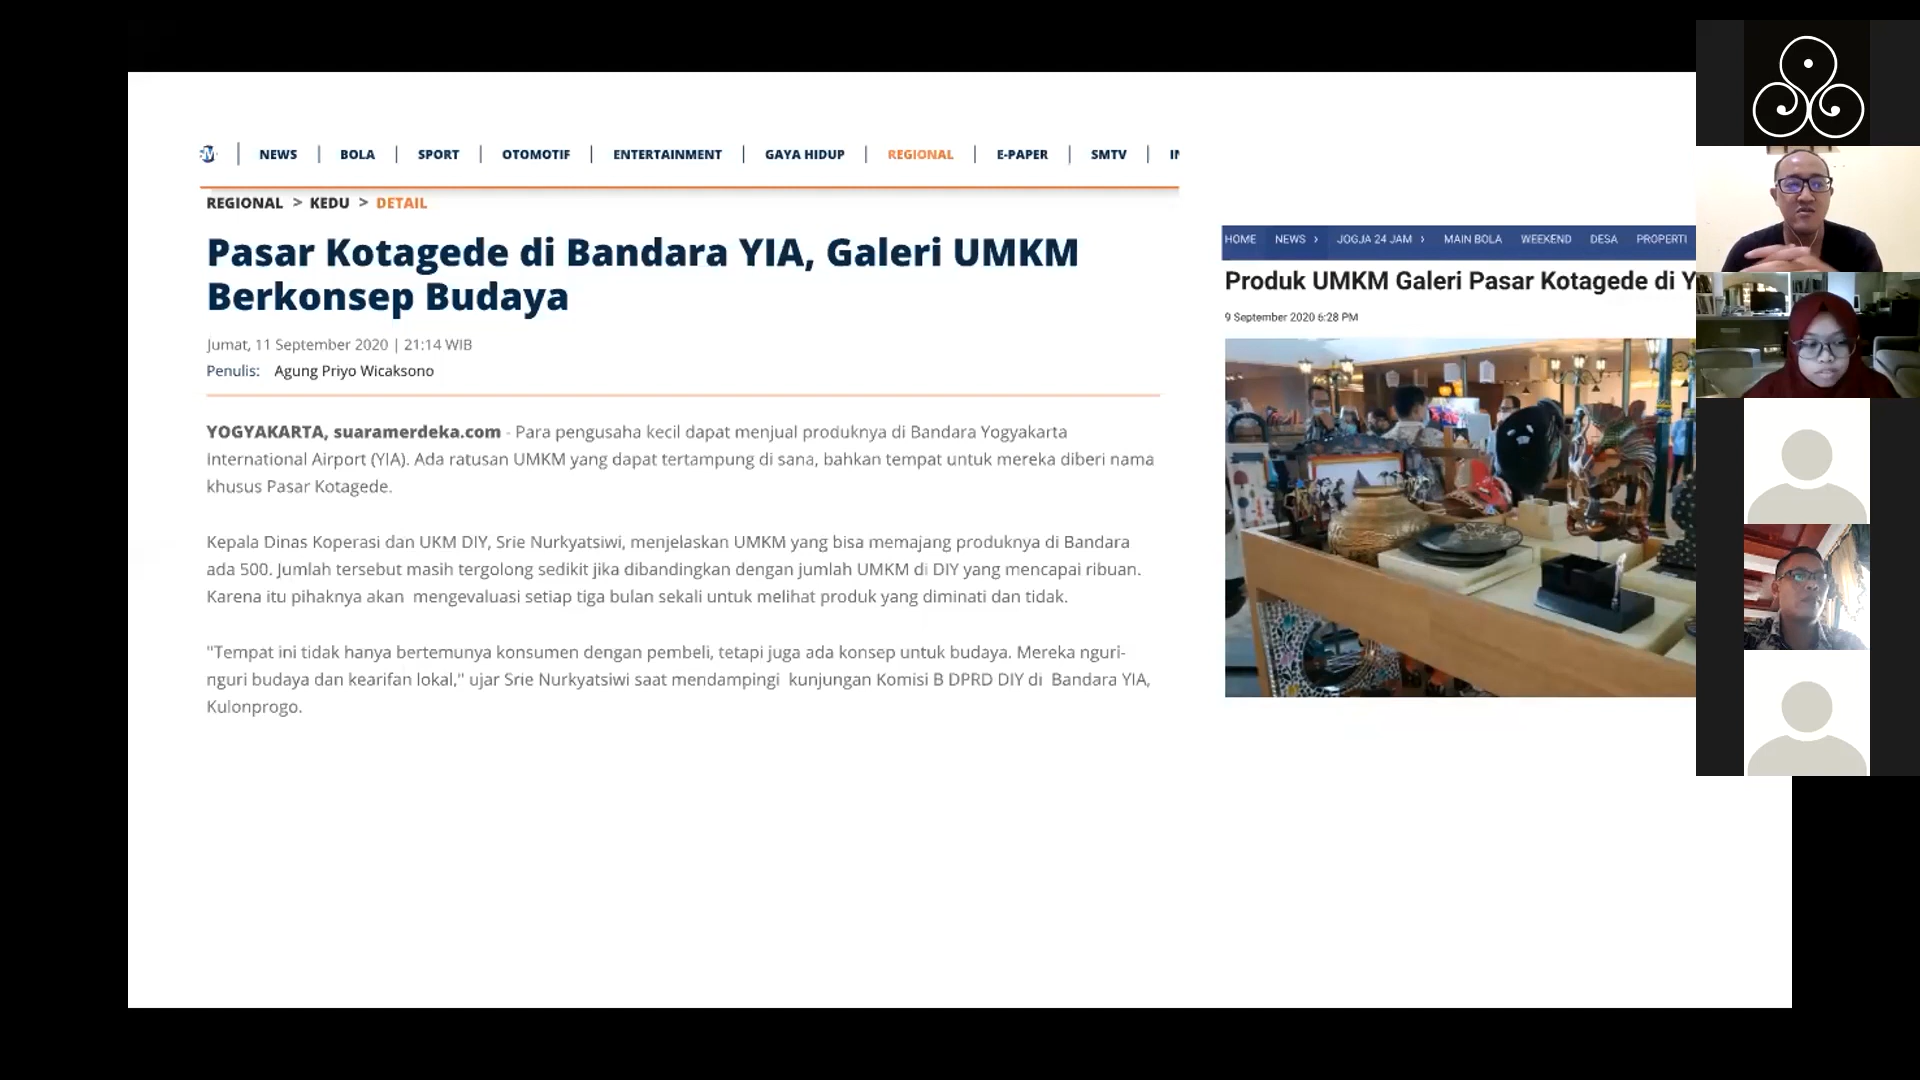 NEWS | BOLA | SPORT | OTOMOTIF | ENTERTAINMENT | GAYA HIDUP | REGIONAL | E-PAPER | SMTV |
REGIONAL > KEDU > DETAIL
Pasar Kotagede di Bandara YIA, Galeri UMKM
Berkonsep Budaya
Jumat, 11 September 2020 | 21:14 WIB
Penulis: Agung Priyo Wicaksono
YOGYAKARTA, suaramerdeka.com - Para pengusaha kecil dapat menjual produknya di Bandara Yogyakarta
International Airport (YIA). Ada ratusan UMKM yang dapat tertampung di sana, bahkan tempat untuk mereka diberi nama
khusus Pasar Kotagede.
Kepala Dinas Koperasi dan UKM DIY, Srie Nurkyatsiwi, menjelaskan UMKM yang bisa memajang produknya di Bandara
ada 500. Jumlah tersebut masih tergolong sedikit jika dibandingkan dengan jumlah UMKM di DIY yang mencapai ribuan.
Karena itu pihaknya akan mengevaluasi setiap tiga bulan sekali untuk melihat produk yang diminati dan tidak.
"Tempat ini tidak hanya bertemunya konsumen dengan pembeli, tetapi juga ada konsep untuk budaya. Mereka nguri-
nguri budaya dan kearifan lokal," ujar Srie Nurkyatsiwi saat mendampingi kunjungan Komisi B DPRD DIY di Bandara YIA,
Kulonprogo.
HOME NEWS > JOGJA 24 JAM > MAIN BOLA WEEKEND DESA PROPERTI
Produk UMKM Galeri Pasar Kotagede di Y
9 September 2020 6:28 PM